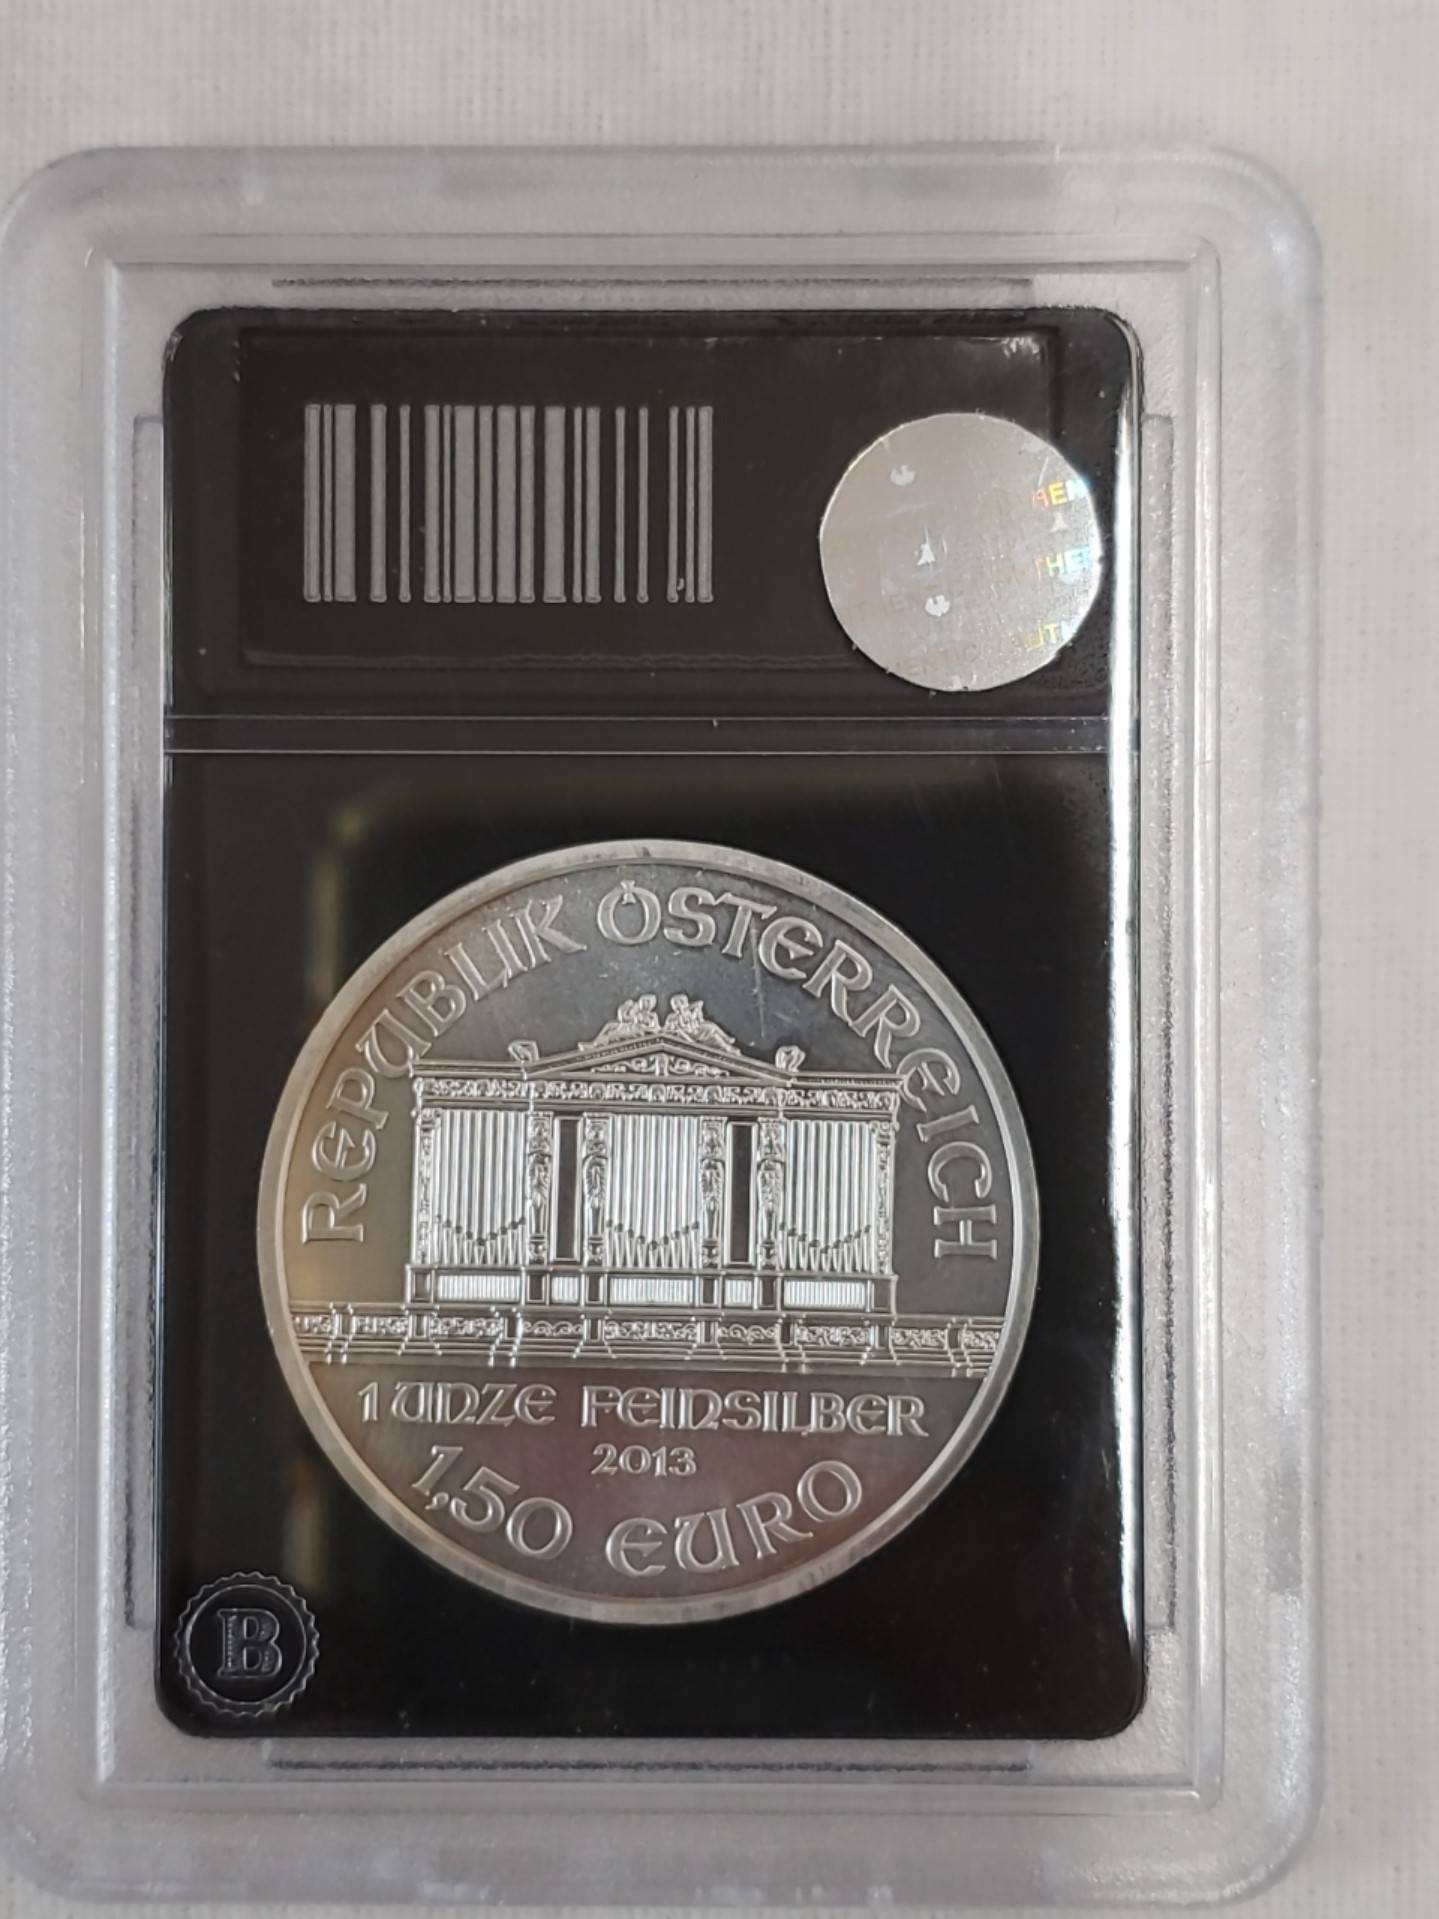 REPUBLIK ÖSTERREICH
1 UNZE FEINSILBER
2013
1,50 EURO
B